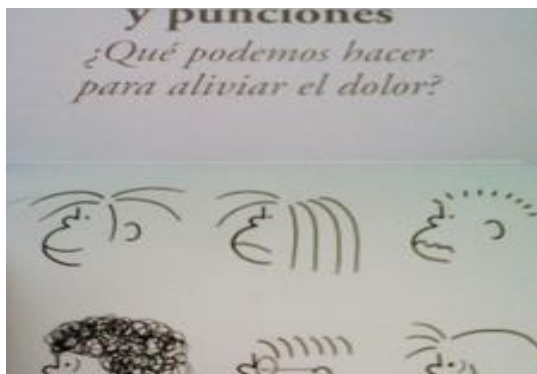 y punciones
¿Qué podemos hacer
para aliviar el dolor?